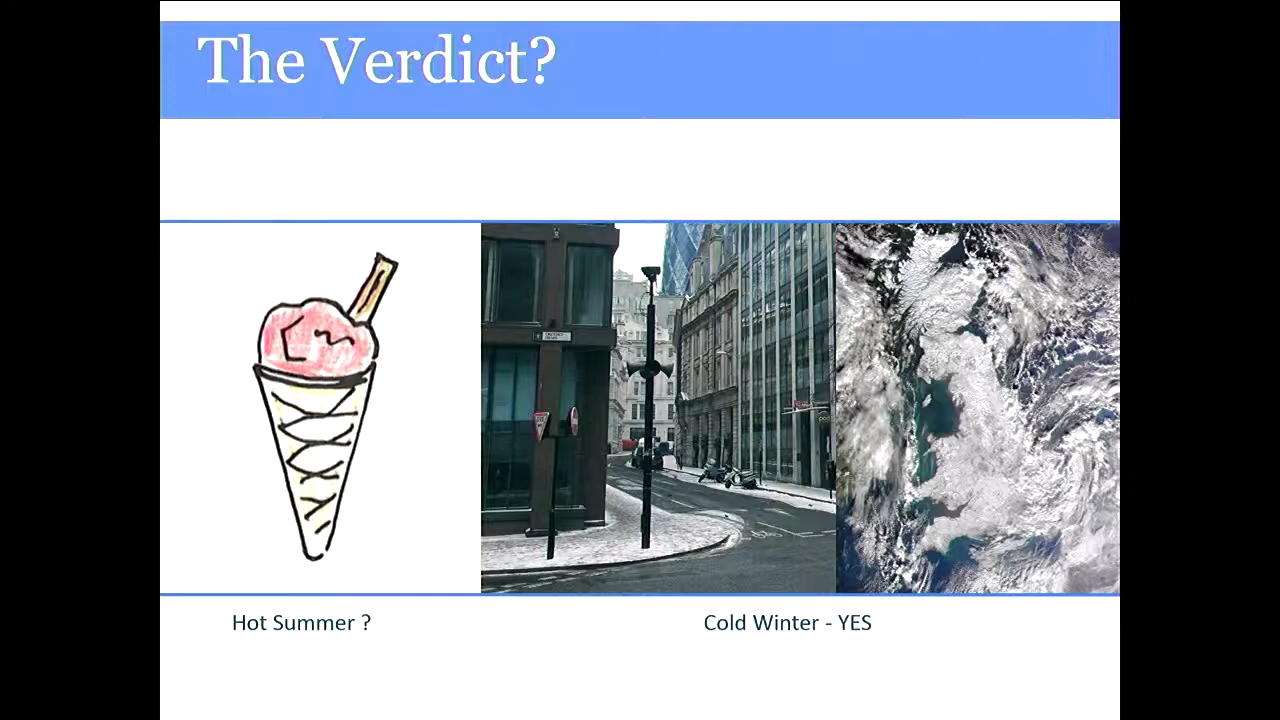 The Verdict?
Hot Summer ?
Cold Winter - YES